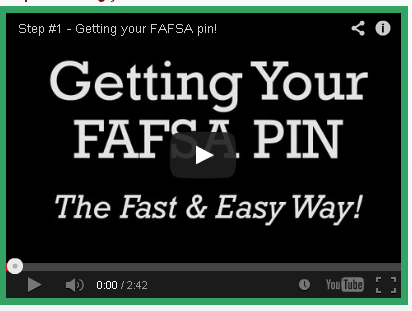 Step #1 - Getting your FAFSA pin!
Getting Your
FAFSA PIN
The Fast & Easy Way!
0:00 / 2:42
YouTube